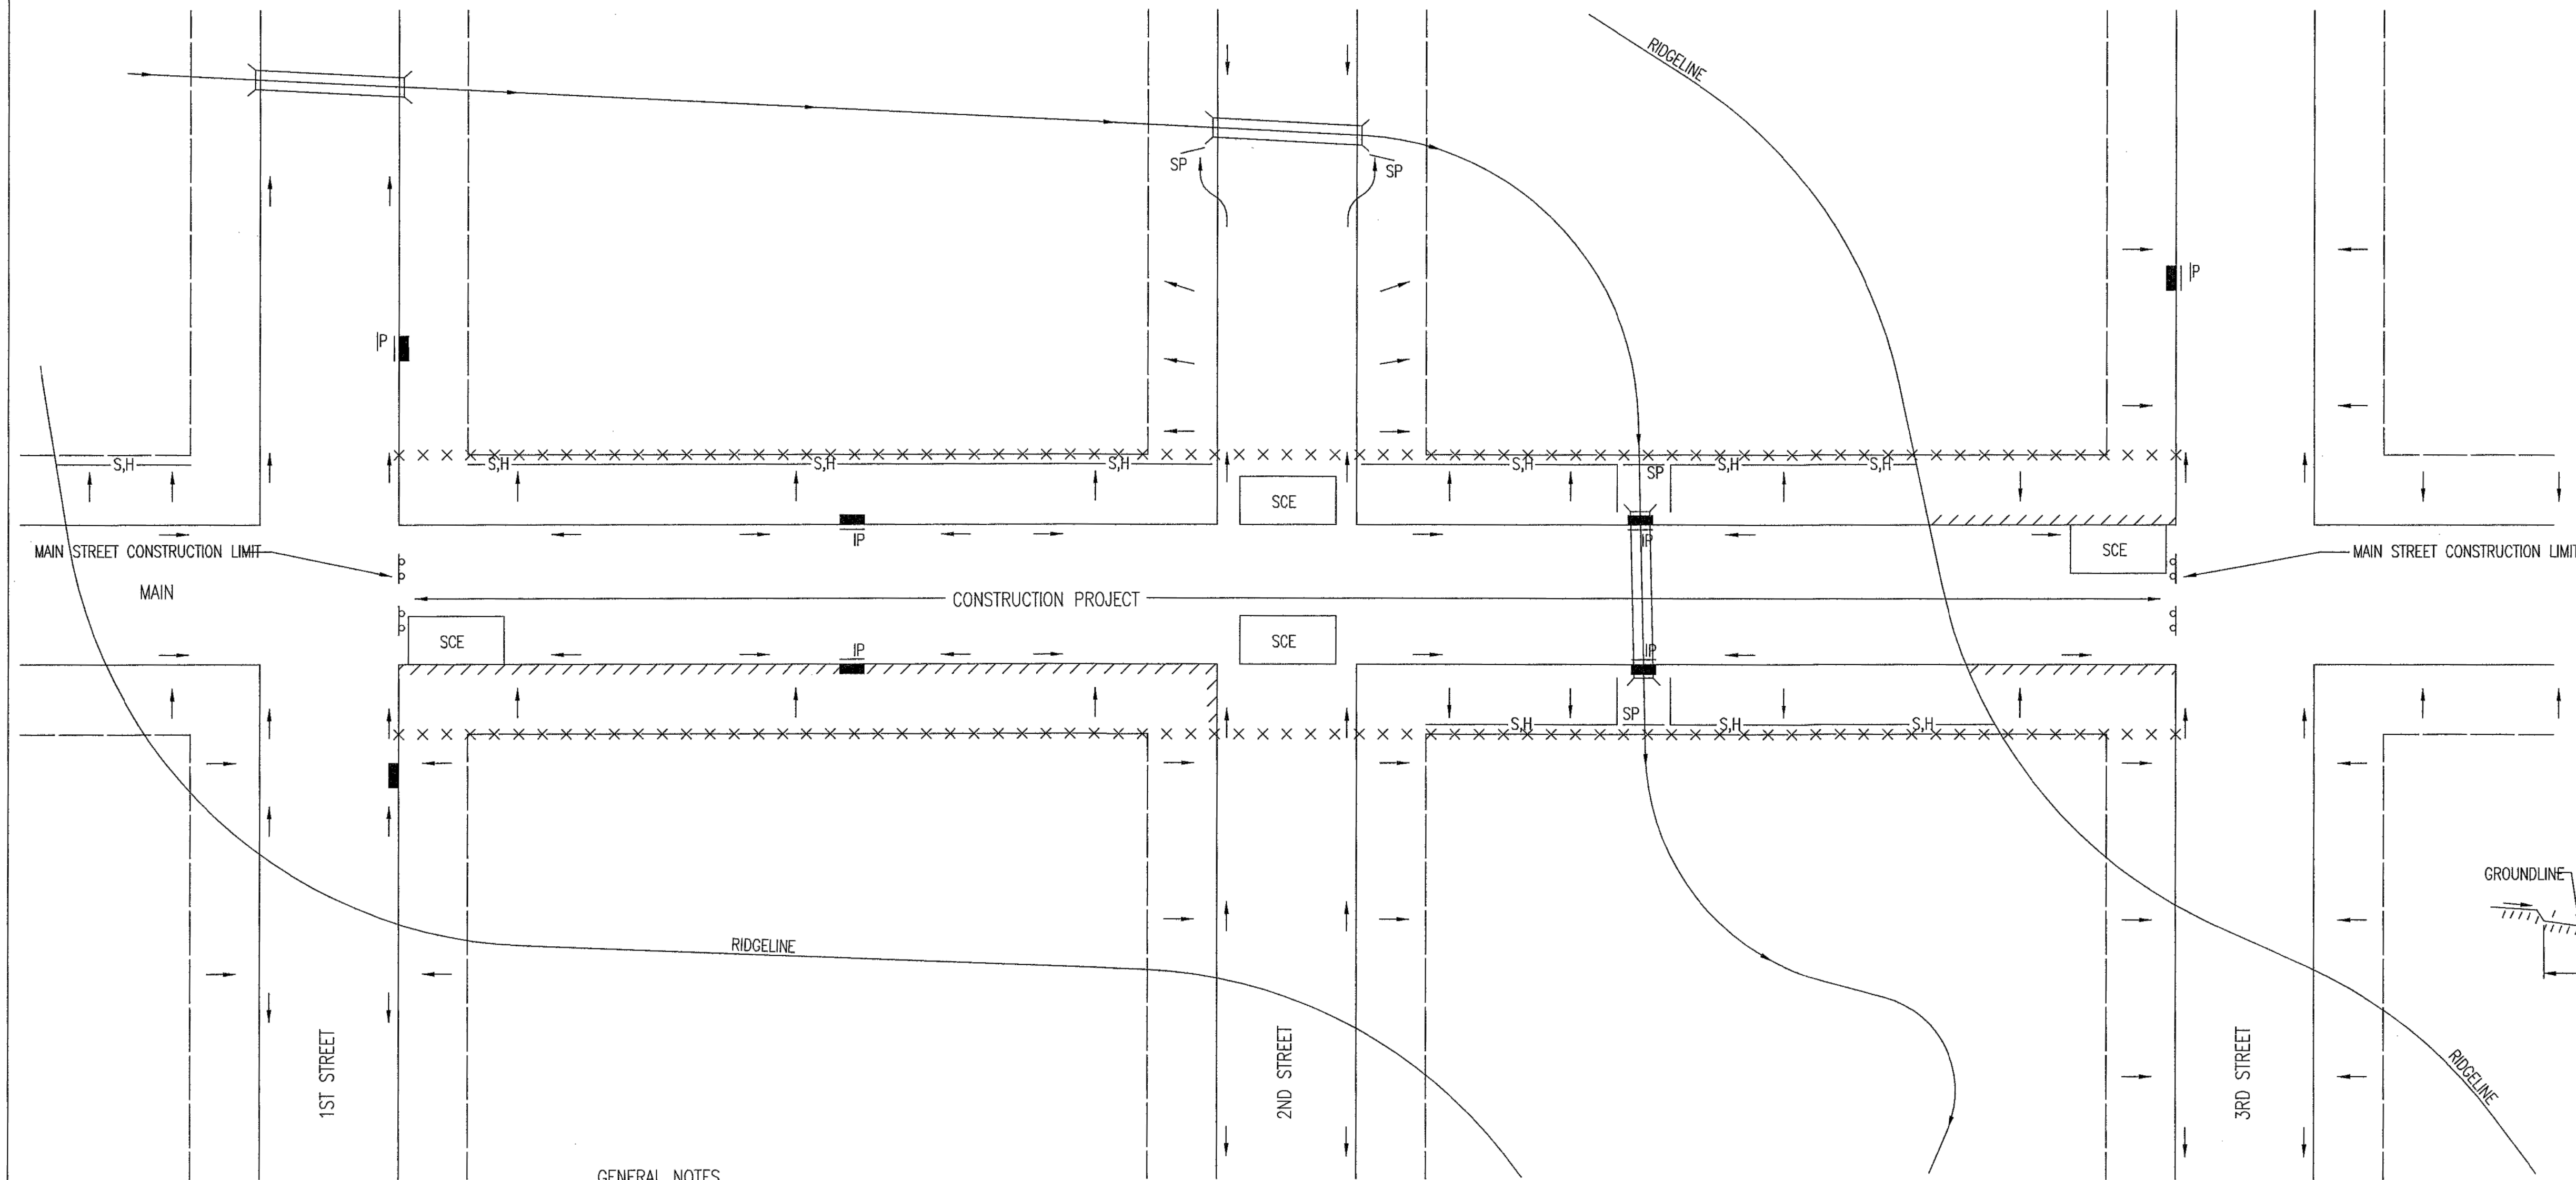 RIDGELINE
SP
SP
IP
IP
S,H
S,H
S,H
S,H
S,H
SP
S,H
S,H
SCE
IP
IP
SCE
MAIN STREET CONSTRUCTION LIMIT
MAIN STREET CONSTRUCTION LIMIT
MAIN
CONSTRUCTION PROJECT
SCE
SCE
IP
IP
S,H
SP
S,H
S,H
GROUNDLINE
RIDGELINE
1ST STREET
2ND STREET
3RD STREET
RIDGELINE
GENERAL NOTES